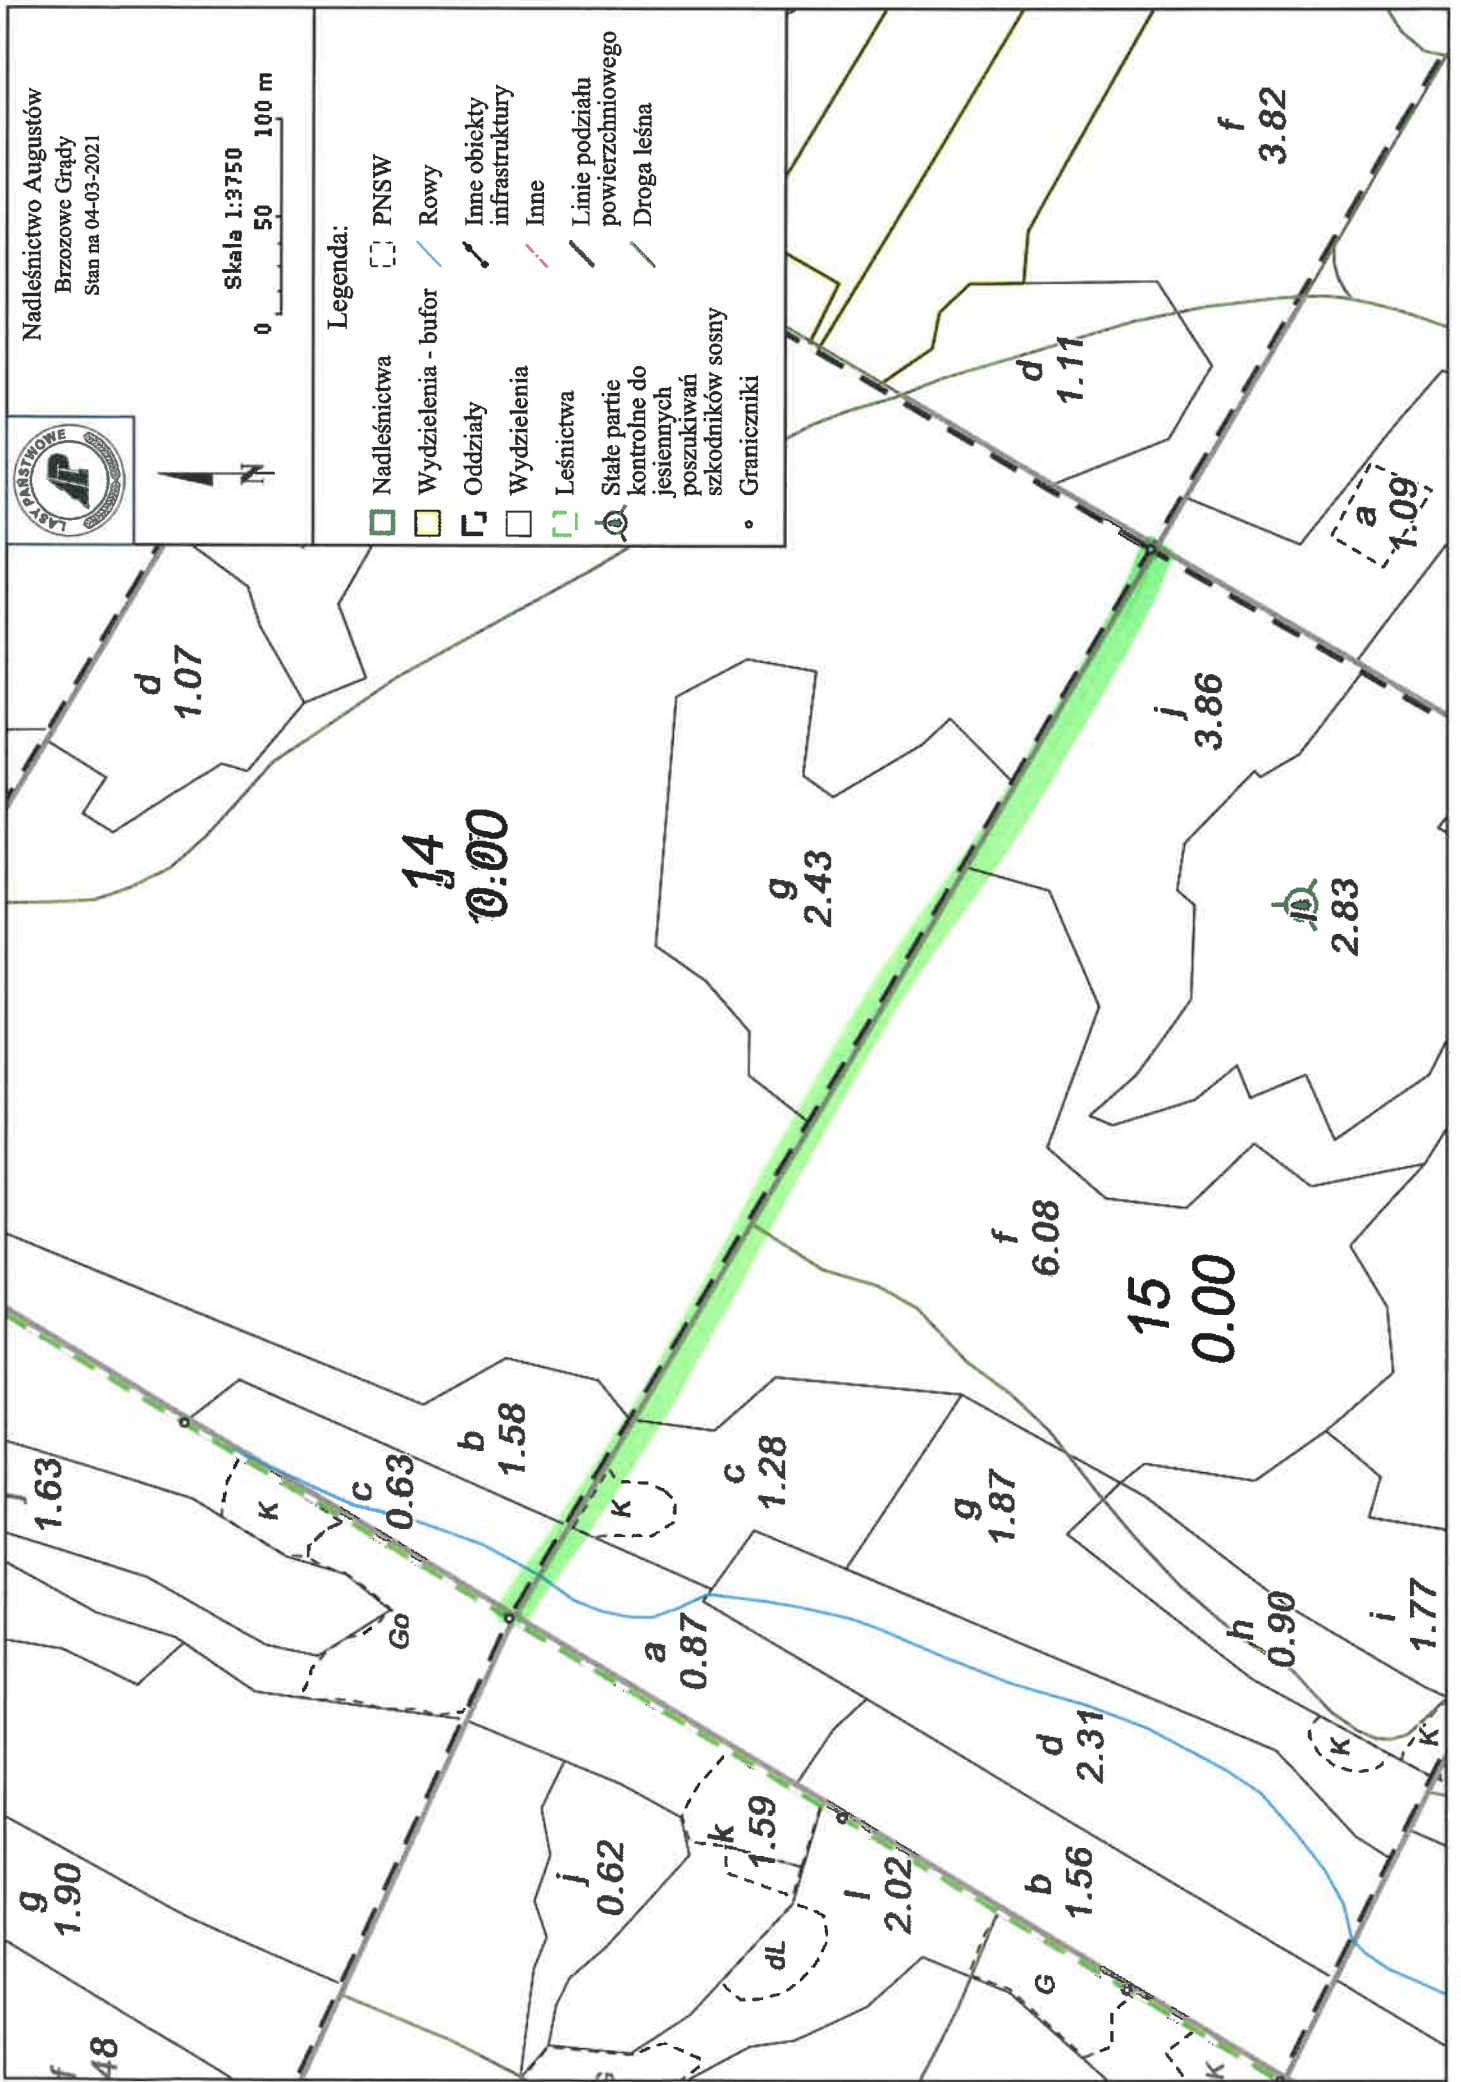 Nadleśnictwo Augustów
Brzozowe Grądy
Stan na 04-03-2021
LASY PAŃSTWOWE
N
Skala 1:3750
0 50 100 m
Legenda:
Nadleśnictwa
Wydzielenia - bufor
Oddziały
Wydzielenia
Leśnictwa
Stałe partie
kontrolne do
jesiennych
poszukiwań
szkodników sosny
Graniczniki
PNSW
Rowy
Inne obiekty
infrastruktury
Inne
Linie podziału
powierzchniowego
Droga leśna
f
48
g
1.90
1.63
d
1.07
K
c
0.63
Go
b
1.58
14
0.00
j
0.62
k
1.59
dL
l
2.02
a
0.87
K
c
1.28
g
2.43
d
1.11
f
3.82
G
K
b
1.56
d
2.31
g
1.87
f
6.08
15
0.00
j
3.86
a
1.09
2.83
h
0.90
i
1.77
K
K